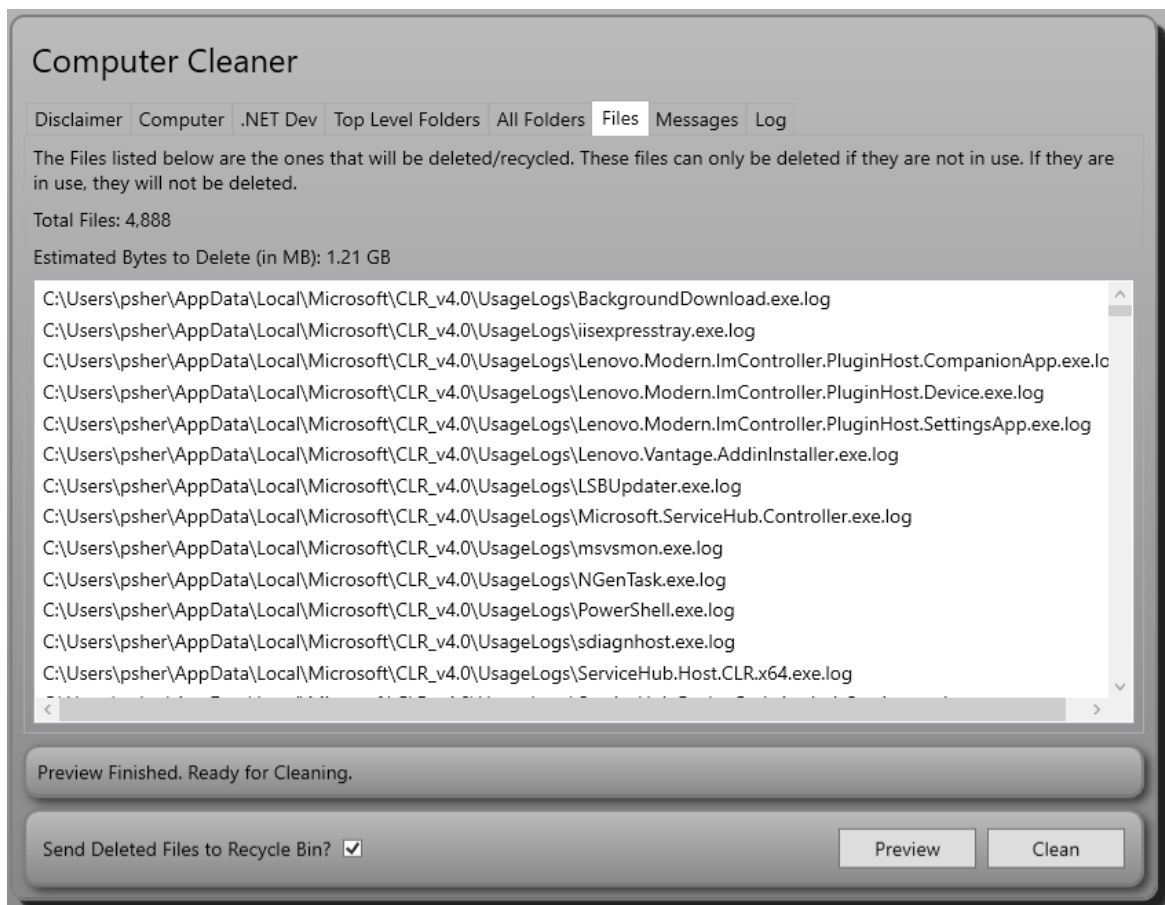 Computer Cleaner
Disclaimer Computer .NET Dev Top Level Folders All Folders Files Messages Log
The Files listed below are the ones that will be deleted/recycled. These files can only be deleted if they are not in use. If they are
in use, they will not be deleted.
Total Files: 4,888
Estimated Bytes to Delete (in MB): 1.21 GB
C:\Users\psher\AppData\Local\Microsoft\CLR_v4.0\UsageLogs\BackgroundDownload.exe.log
C:\Users\psher\AppData\Local\Microsoft\CLR_v4.0\UsageLogs\iisexpresstray.exe.log
C:\Users\psher\AppData\Local\Microsoft\CLR_v4.0\UsageLogs\Lenovo.Modern.ImController.PluginHost.CompanionApp.exe.lo
C:\Users\psher\AppData\Local\Microsoft\CLR_v4.0\UsageLogs\Lenovo.Modern.ImController.PluginHost.Device.exe.log
C:\Users\psher\AppData\Local\Microsoft\CLR_v4.0\UsageLogs\Lenovo.Modern.ImController.PluginHost.SettingsApp.exe.log
C:\Users\psher\AppData\Local\Microsoft\CLR_v4.0\UsageLogs\Lenovo.Vantage.AddinInstaller.exe.log
C:\Users\psher\AppData\Local\Microsoft\CLR_v4.0\UsageLogs\LSBUpdater.exe.log
C:\Users\psher\AppData\Local\Microsoft\CLR_v4.0\UsageLogs\Microsoft.ServiceHub.Controller.exe.log
C:\Users\psher\AppData\Local\Microsoft\CLR_v4.0\UsageLogs\msvsmon.exe.log
C:\Users\psher\AppData\Local\Microsoft\CLR_v4.0\UsageLogs\NGenTask.exe.log
C:\Users\psher\AppData\Local\Microsoft\CLR_v4.0\UsageLogs\PowerShell.exe.log
C:\Users\psher\AppData\Local\Microsoft\CLR_v4.0\UsageLogs\sdiagnhost.exe.log
C:\Users\psher\AppData\Local\Microsoft\CLR_v4.0\UsageLogs\ServiceHub.Host.CLR.x64.exe.log
Preview Finished. Ready for Cleaning.
Send Deleted Files to Recycle Bin?
Preview Clean